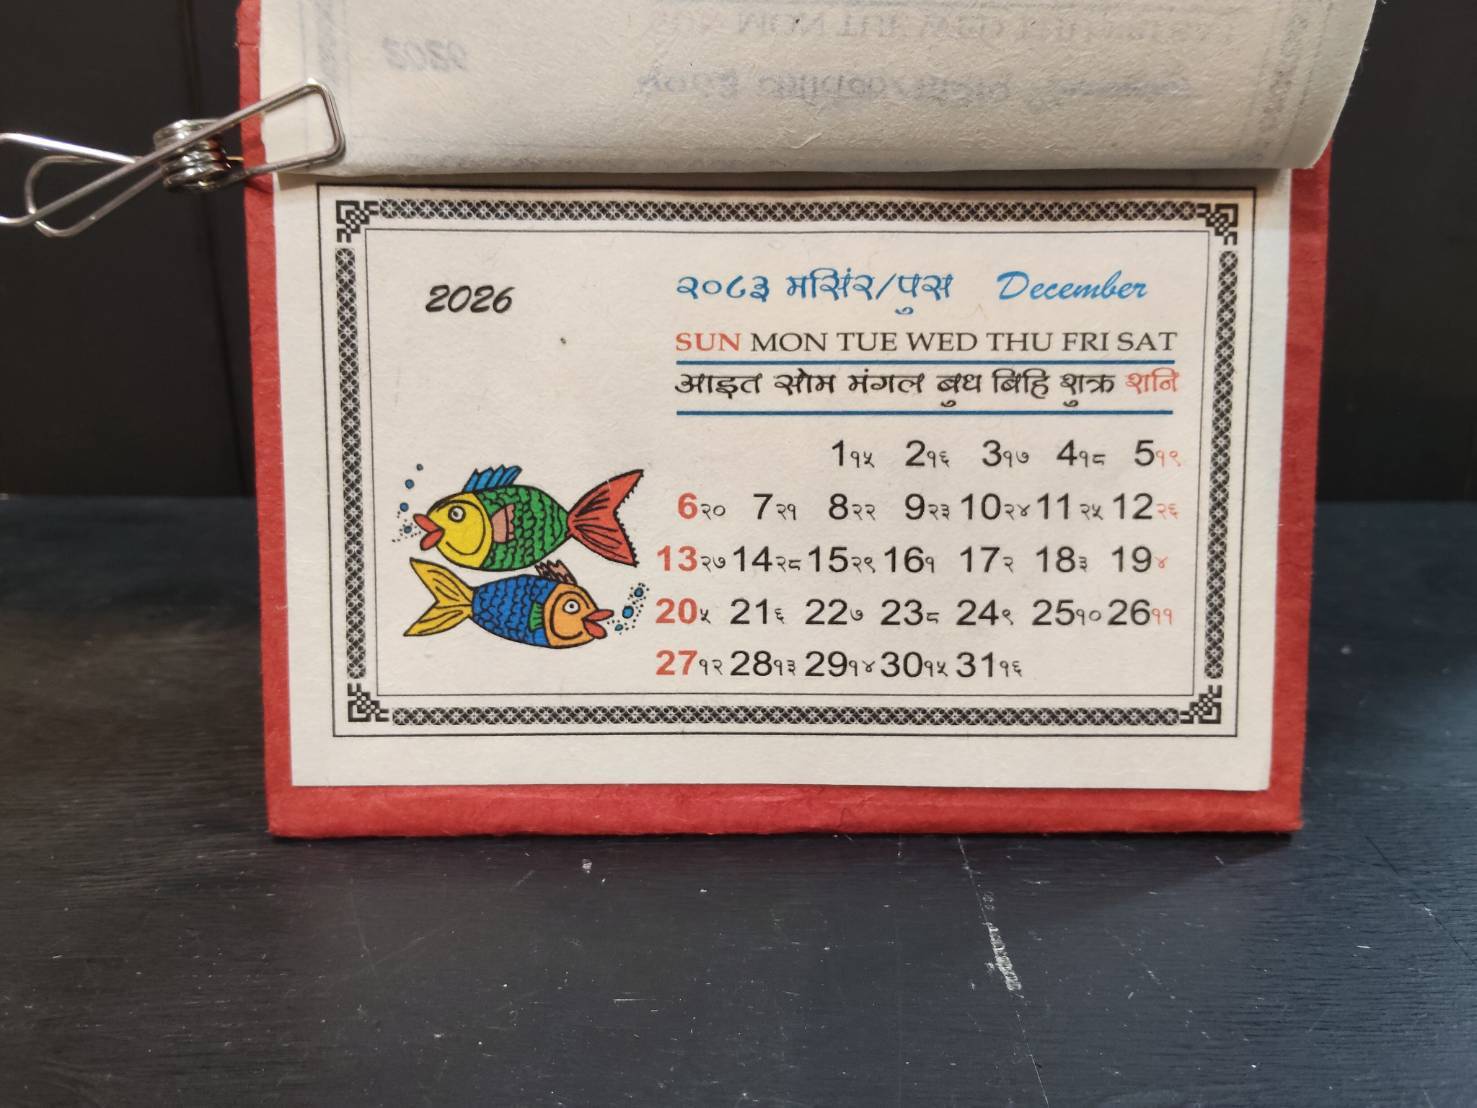 2026
२०८३ मसिंर/पुस December
SUN MON TUE WED THU FRI SAT
आइत सोम मंगल बुध बिहि शुक्र शनि
1१५ 2१६ 3१७ 4१८ 5१९
6२० 7२१ 8२२ 9२३ 10२४ 11२५ 12२६
13२७ 14२८ 15२९ 16१ 17२ 18३ 19४
20५ 21६ 22७ 23८ 24९ 25१० 26११
27१२ 28१३ 29१४ 30१५ 31१६